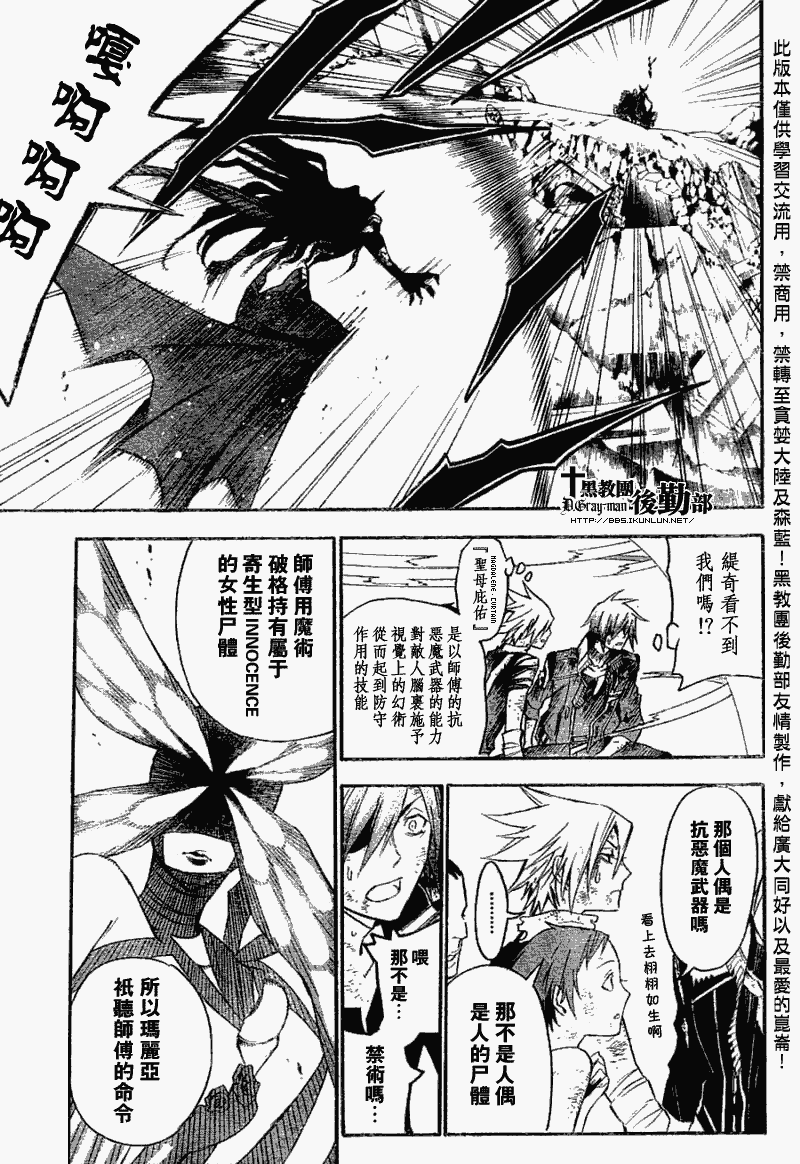 嘎
啊
啊
啊
黑教團
D.Gray-man
後勤部
HTTP://BBS.IKUNLUN.NET/
緹奇看不到
我們嗎!?
MAGDALENE·CURTAIN
『聖母庇佑』
是以師傅的抗
惡魔武器的能力
對敵人腦裏施予
視覺上的幻術
從而起到防守
作用的技能
師傅用魔術
破格持有屬于
寄生型INNOCENCE
的女性尸體
那個人偶是
抗惡魔武器嗎
看上去栩栩如生啊
………
那不是人偶
是人的尸體
喂
那不是…
禁術嗎…
所以瑪麗亞
衹聽師傅的命令
此版本僅供學習交流用，禁商用，禁轉至貪婪大陸及森藍！黑教團後勤部友情製作，獻給廣大同好以及最愛的崑崙！